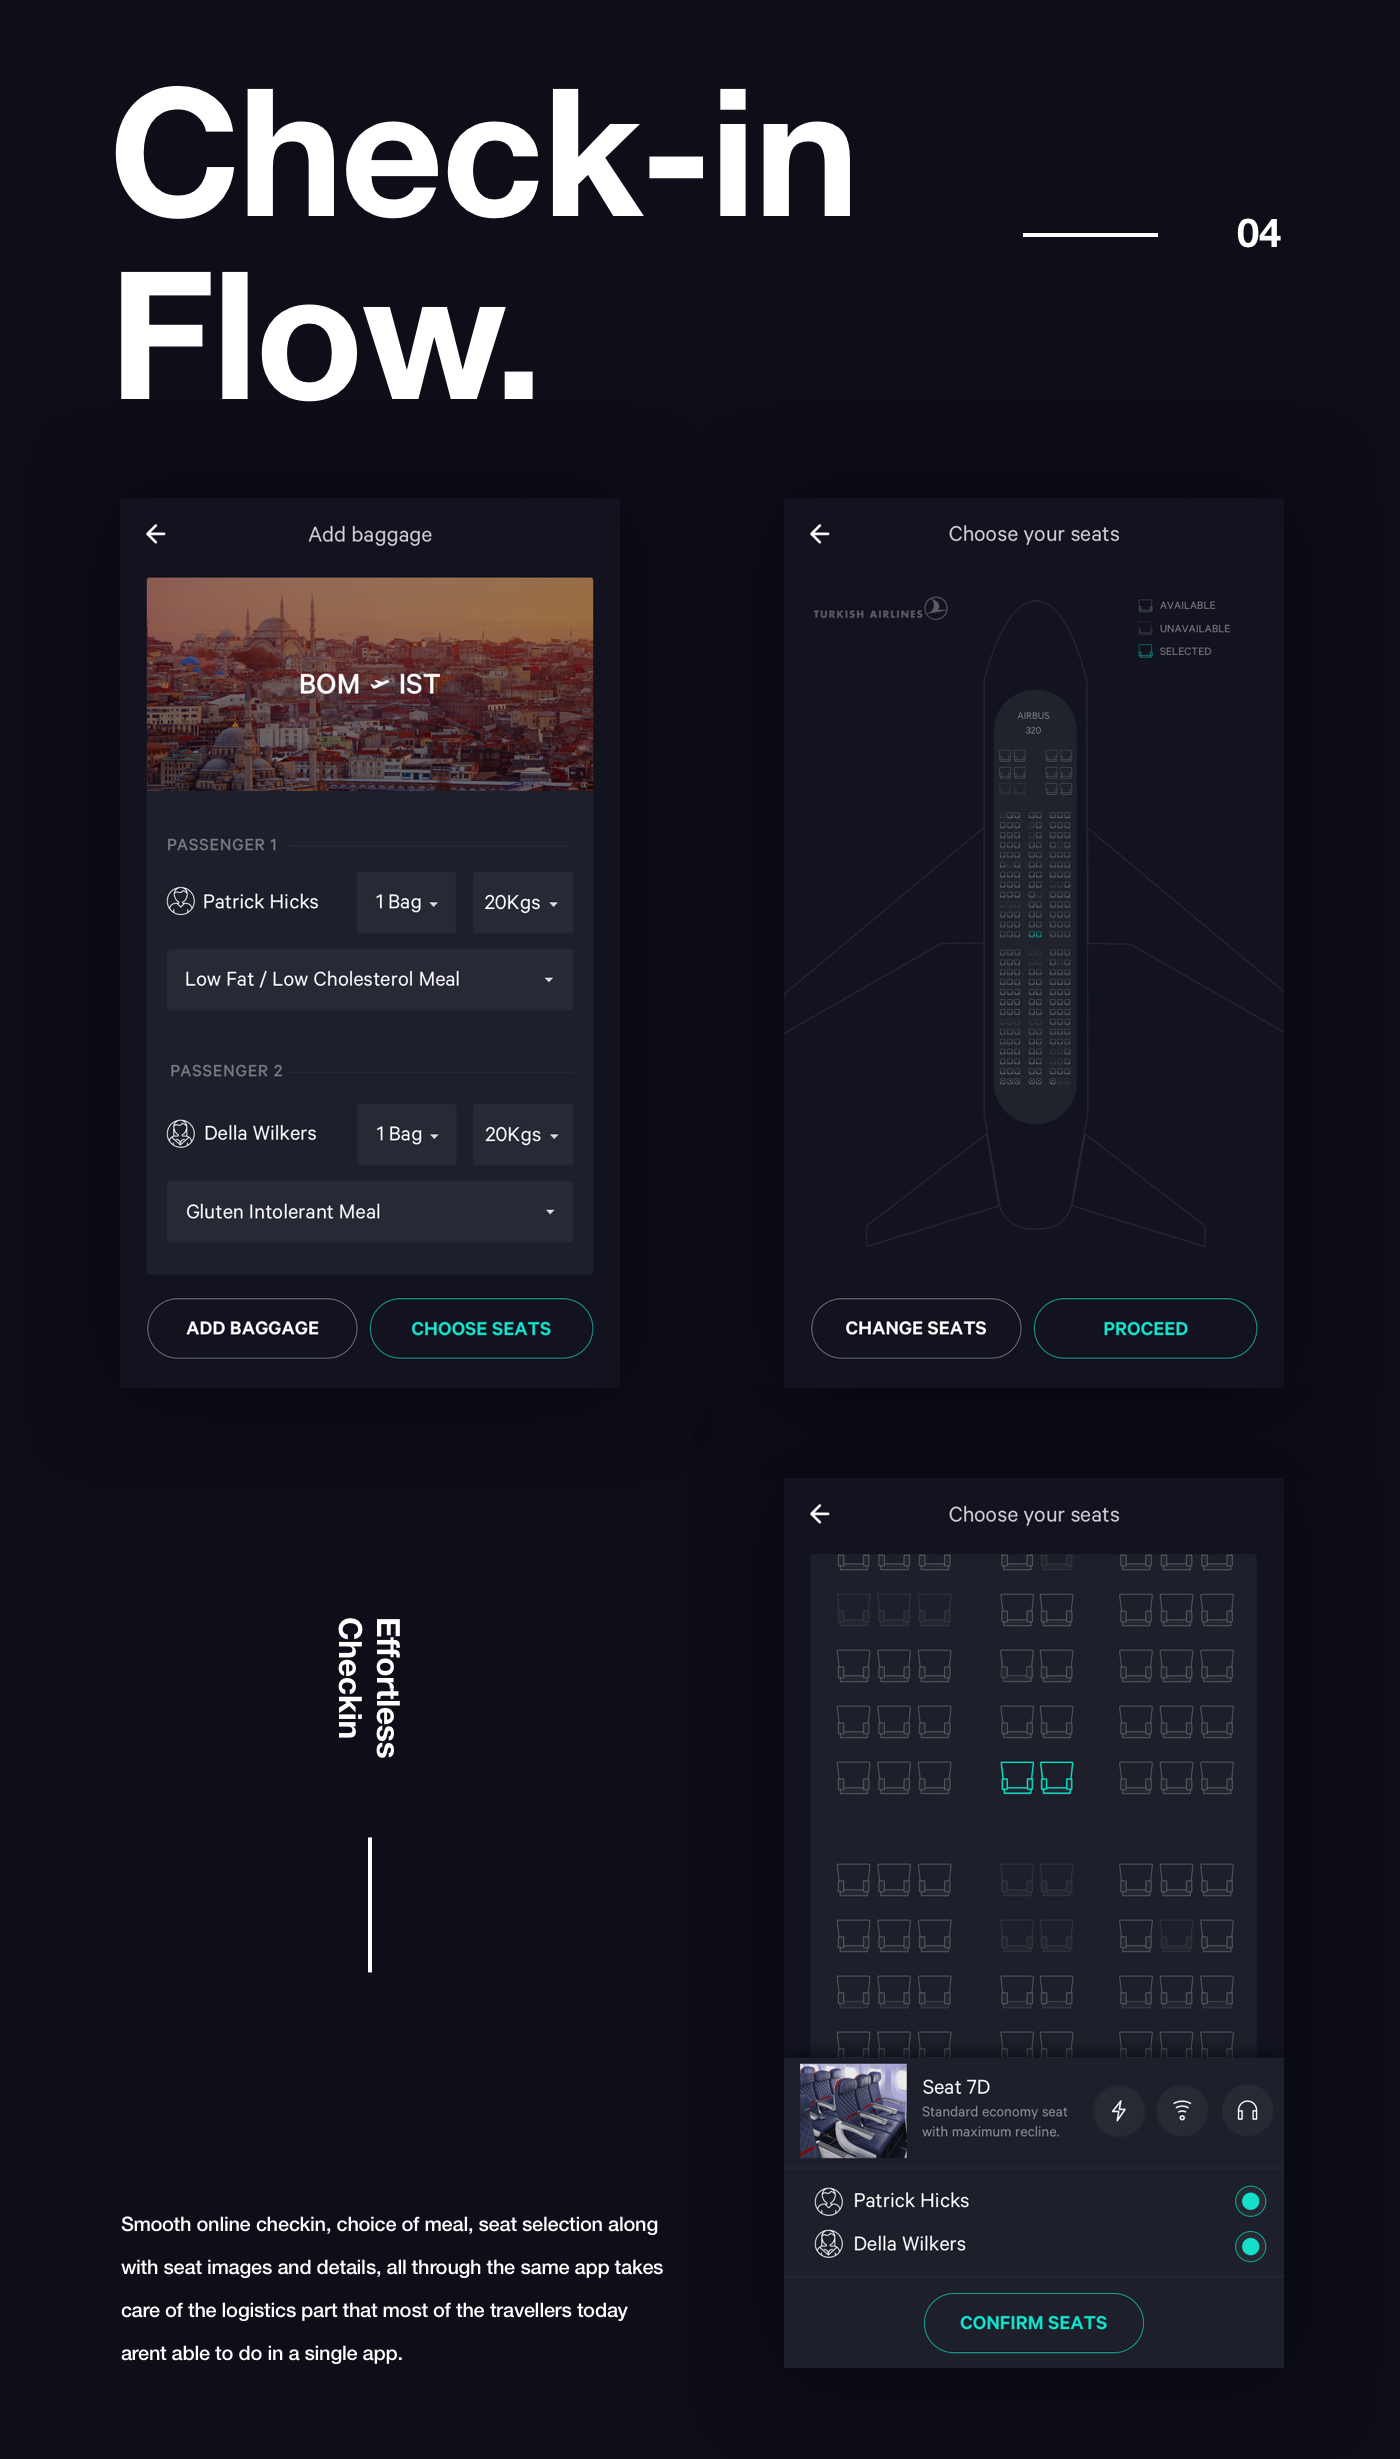 Check-in
Flow.
04
Add baggage
BOM IST
PASSENGER 1
Patrick Hicks
1 Bag
20Kgs
Low Fat / Low Cholesterol Meal
PASSENGER 2
Della Wilkers
1 Bag
20Kgs
Gluten Intolerant Meal
ADD BAGGAGE
CHOOSE SEATS
Choose your seats
TURKISH AIRLINES
AVAILABLE
UNAVAILABLE
SELECTED
AIRBUS
320
CHANGE SEATS
PROCEED
Effortless
Checkin
Smooth online checkin, choice of meal, seat selection along
with seat images and details, all through the same app takes
care of the logistics part that most of the travellers today
arent able to do in a single app.
Choose your seats
Seat 7D
Standard economy seat
with maximum recline.
Patrick Hicks
Della Wilkers
CONFIRM SEATS